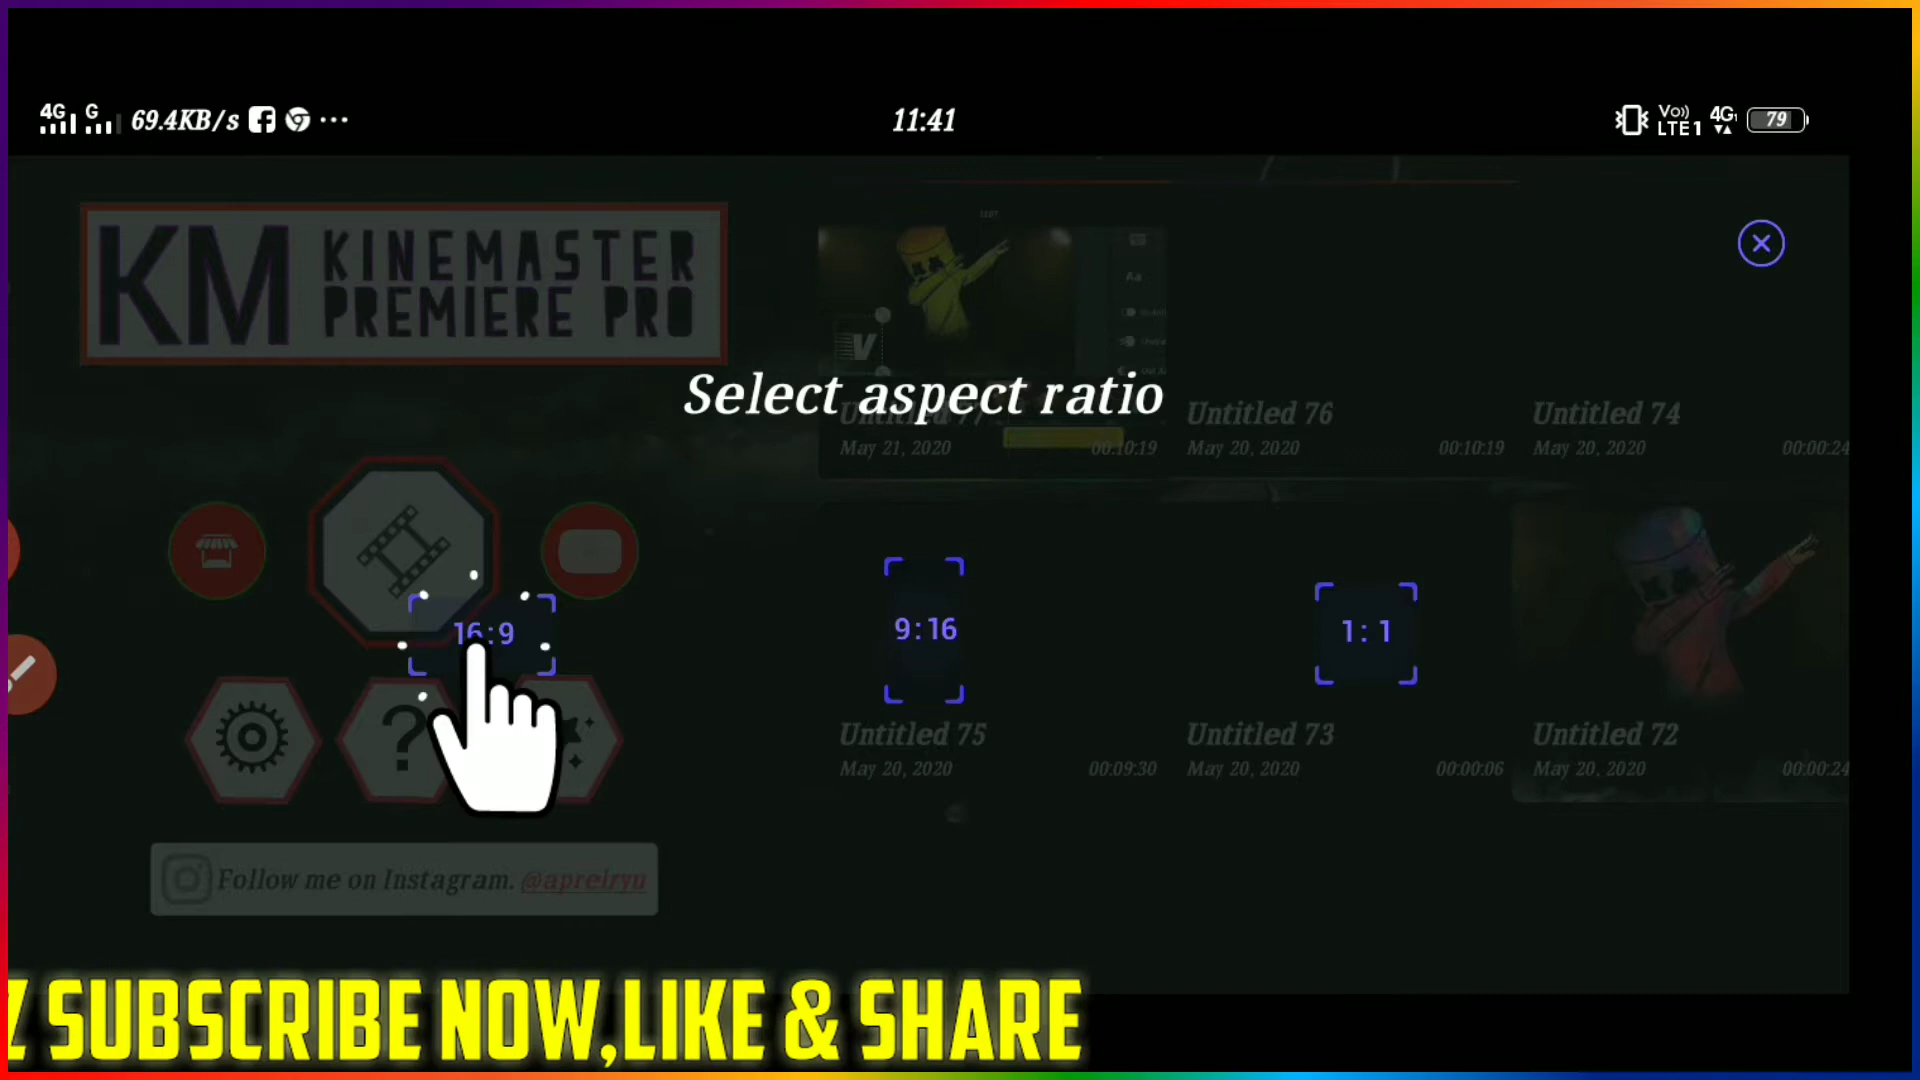 4G G 69.4KB/s
11:41
Vo)) LTE1 4G 79
KM KINEMASTER PREMIERE PRO
Select aspect ratio
Aa
May 21, 2020 00:10:19
Untitled 76
May 20, 2020 00:10:19
Untitled 74
May 20, 2020 00:00:24
16:9
9:16
1:1
Untitled 75
May 20, 2020 00:09:30
Untitled 73
May 20, 2020 00:00:06
Untitled 72
May 20, 2020 00:00:24
?
Follow me on Instagram. @apreiryu
Z SUBSCRIBE NOW,LIKE & SHARE